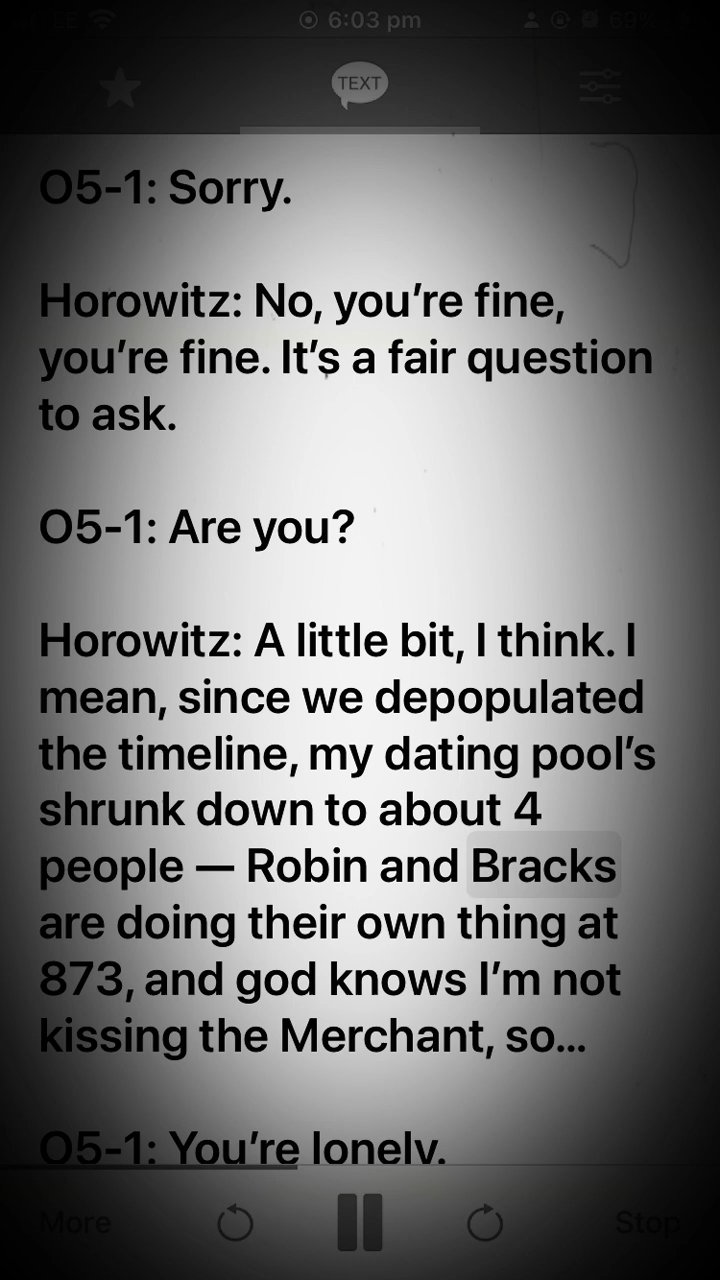 6:03 pm
TEXT
O5-1: Sorry.
Horowitz: No, you're fine,
you're fine. It's a fair question
to ask.
O5-1: Are you?
Horowitz: A little bit, I think. I
mean, since we depopulated
the timeline, my dating pool's
shrunk down to about 4
people — Robin and Bracks
are doing their own thing at
873, and god knows I'm not
kissing the Merchant, so...
O5-1: You're lonely.
More
Stop